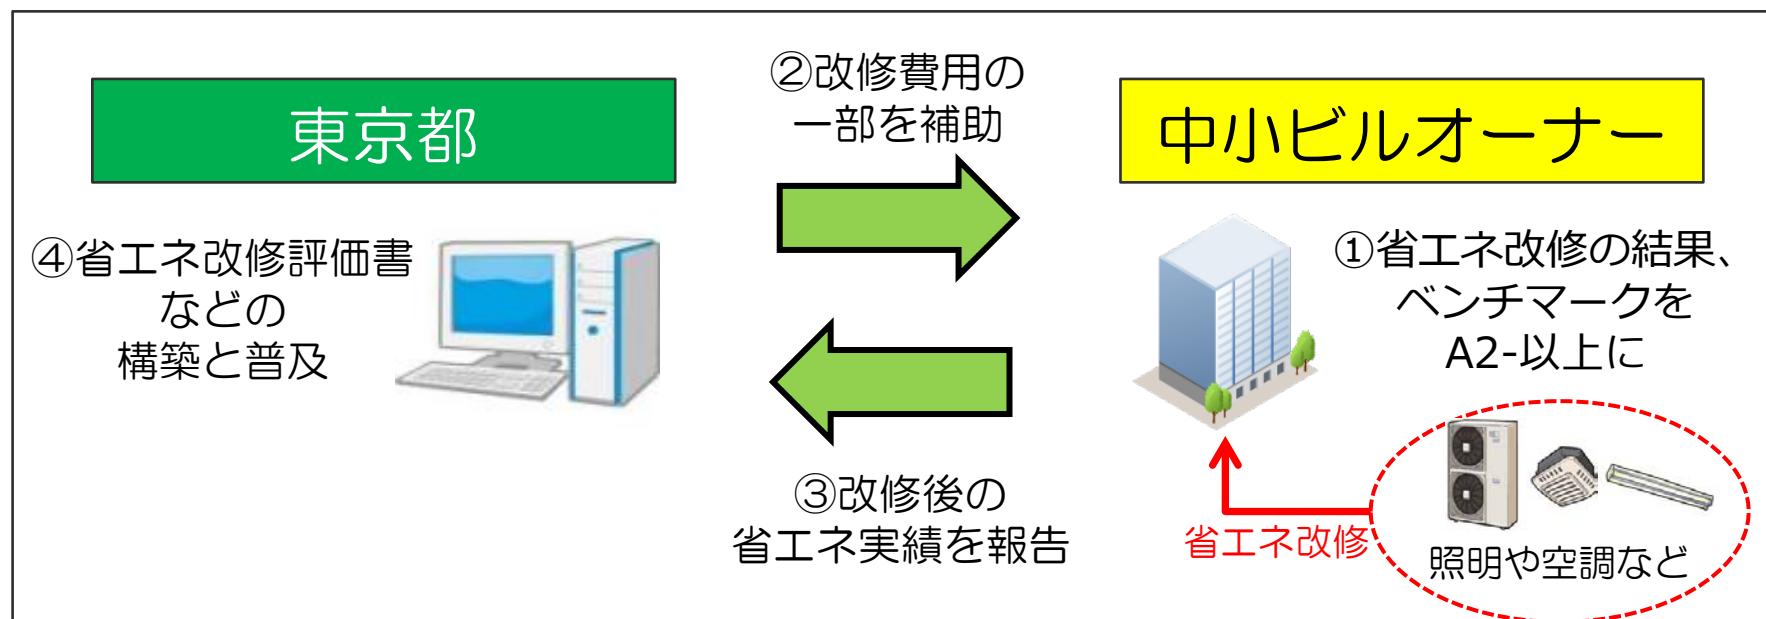 東京都
②改修費用の
一部を補助
中小ビルオーナー
④省エネ改修評価書
などの
構築と普及
①省エネ改修の結果、
ベンチマークを
A2-以上に
③改修後の
省エネ実績を報告
省エネ改修
照明や空調など